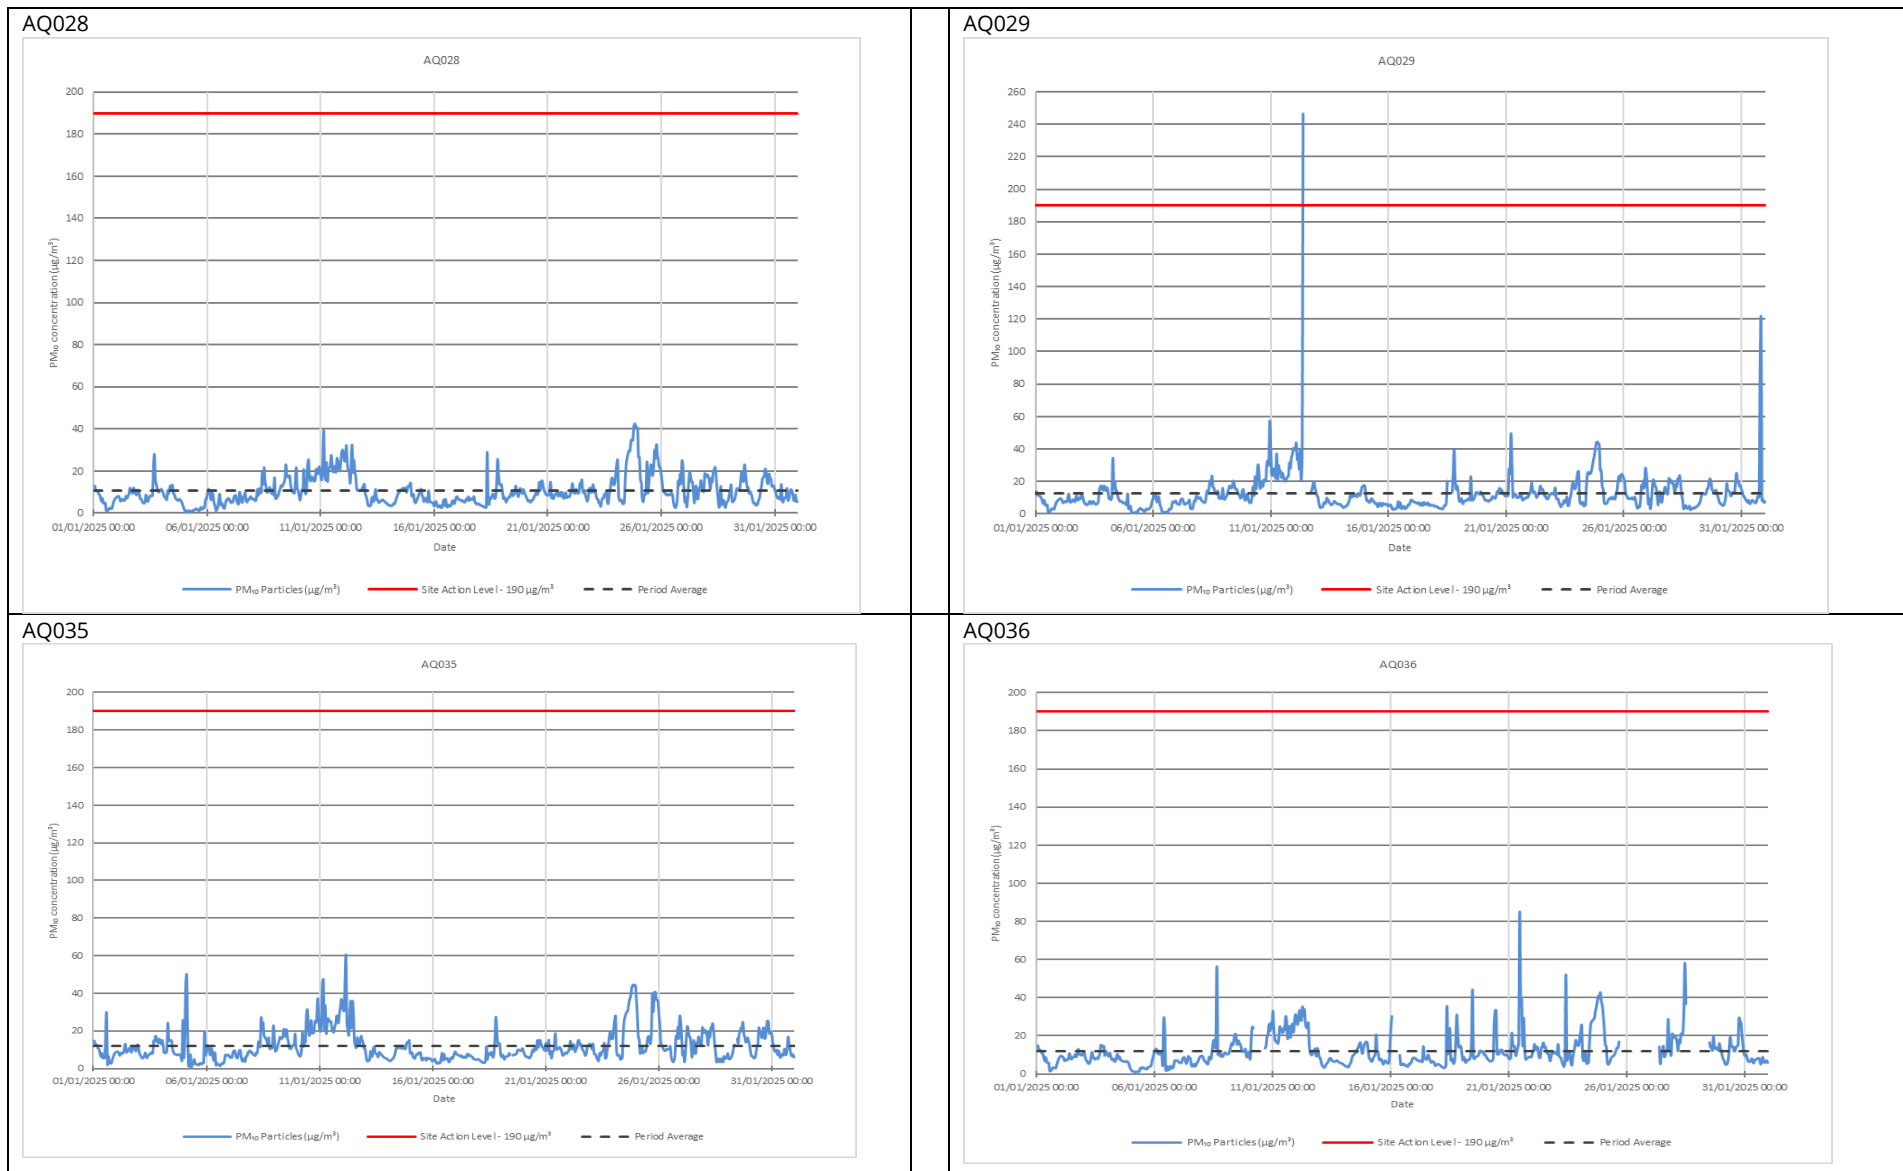 AQ028
AQ028
200
180
160
140
120
100
80
60
40
20
0
PM₁₀ concentration (µg/m³)
01/01/2025 00:00 06/01/2025 00:00 11/01/2025 00:00 16/01/2025 00:00 21/01/2025 00:00 26/01/2025 00:00 31/01/2025 00:00
Date
PM₁₀ Particles (µg/m³) Site Action Level - 190 µg/m³ Period Average
AQ029
AQ029
260
240
220
200
180
160
140
120
100
80
60
40
20
0
PM₁₀ concentration (µg/m³)
01/01/2025 00:00 06/01/2025 00:00 11/01/2025 00:00 16/01/2025 00:00 21/01/2025 00:00 26/01/2025 00:00 31/01/2025 00:00
Date
PM₁₀ Particles (µg/m³) Site Action Level - 190 µg/m³ Period Average
AQ035
AQ035
200
180
160
140
120
100
80
60
40
20
0
PM₁₀ concentration (µg/m³)
01/01/2025 00:00 06/01/2025 00:00 11/01/2025 00:00 16/01/2025 00:00 21/01/2025 00:00 26/01/2025 00:00 31/01/2025 00:00
Date
PM₁₀ Particles (µg/m³) Site Action Level - 190 µg/m³ Period Average
AQ036
AQ036
200
180
160
140
120
100
80
60
40
20
0
PM₁₀ concentration (µg/m³)
01/01/2025 00:00 06/01/2025 00:00 11/01/2025 00:00 16/01/2025 00:00 21/01/2025 00:00 26/01/2025 00:00 31/01/2025 00:00
Date
PM₁₀ Particles (µg/m³) Site Action Level - 190 µg/m³ Period Average